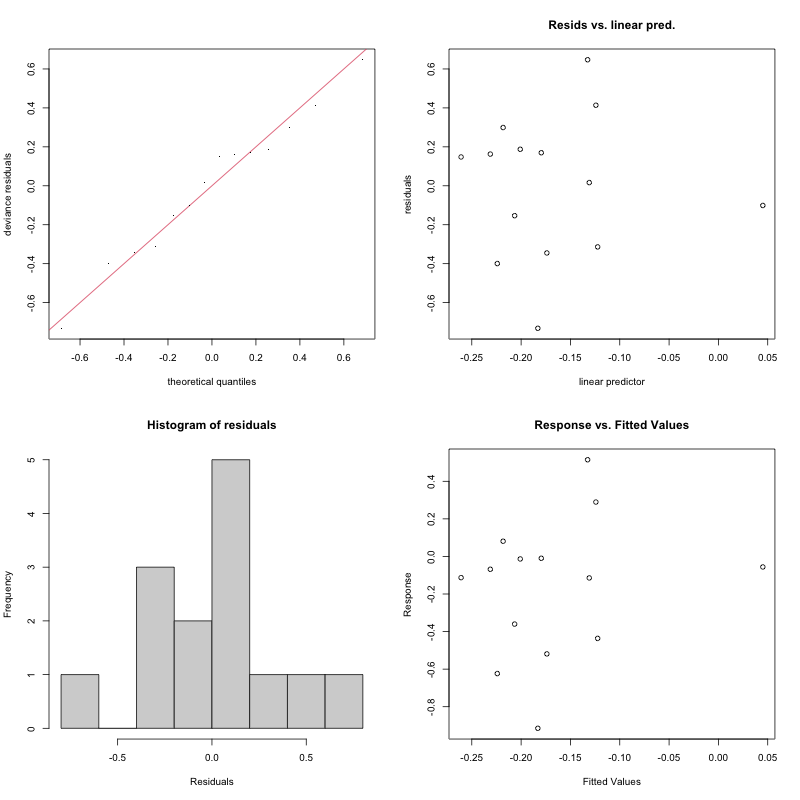 deviance residuals
0.6
0.4
0.2
0.0
-0.2
-0.4
-0.6
-0.6 -0.4 -0.2 0.0 0.2 0.4 0.6
theoretical quantiles
Resids vs. linear pred.
residuals
0.6
0.4
0.2
0.0
-0.2
-0.4
-0.6
-0.25 -0.20 -0.15 -0.10 -0.05 0.00 0.05
linear predictor
Histogram of residuals
Frequency
5
4
3
2
1
0
-0.5 0.0 0.5
Residuals
Response vs. Fitted Values
Response
0.4
0.2
0.0
-0.2
-0.4
-0.6
-0.8
-0.25 -0.20 -0.15 -0.10 -0.05 0.00 0.05
Fitted Values